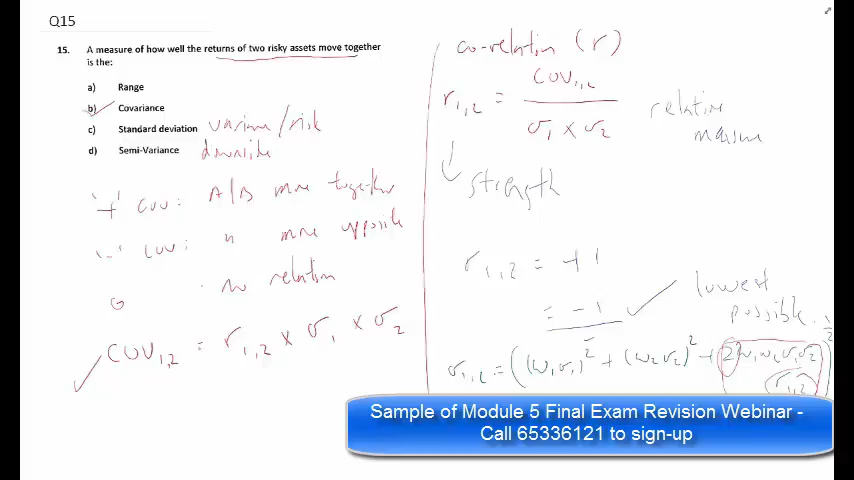 Q15
15. A measure of how well the returns of two risky assets move together
is the:
a) Range
b) Covariance
c) Standard deviation variance/risk
d) Semi-Variance downside
"+" COV: A/B move together
"-" COV: " move opposite
0 . no relation
COV1,2 = r1,2 × σ1 × σ2
co-relation (r)
r1,2 = COV1,2 / σ1 × σ2
relative
measure
strength
r1,2 = +1
= -1
lowest
possible.
σ1,2 = ((w1σ1)² + (w2σ2)² + 2w1w2σ1σ2 r1,2)1/2
Sample of Module 5 Final Exam Revision Webinar -
Call 65336121 to sign-up